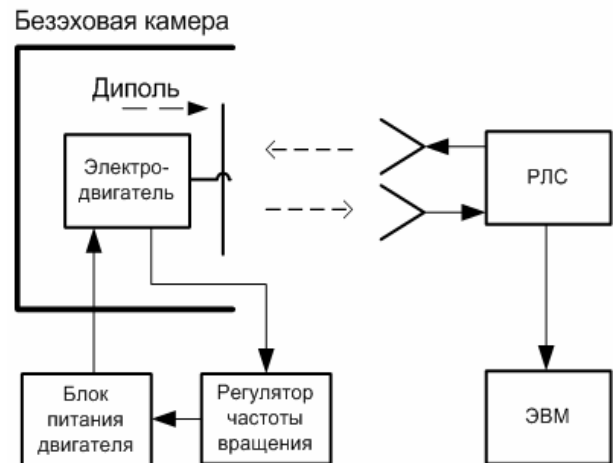 Безэховая камера
Диполь
Электро-
двигатель
РЛС
Блок
питания
двигателя
Регулятор
частоты
вращения
ЭВМ